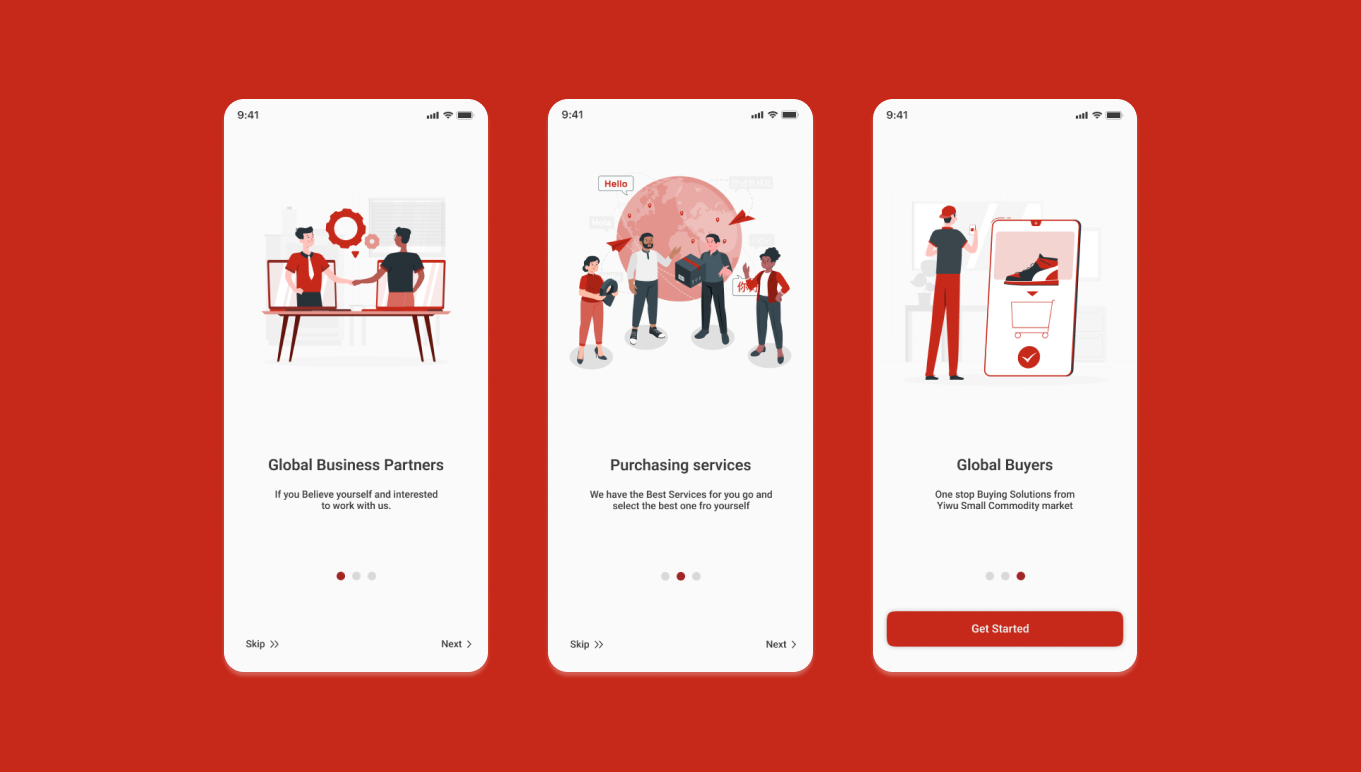 9:41
Global Business Partners
If you Believe yourself and interested
to work with us.
Skip
Next
9:41
Hello
Hello
Purchasing services
We have the Best Services for you go and
select the best one fro yourself
Skip
Next
9:41
Global Buyers
One stop Buying Solutions from
Yiwu Small Commodity market
Get Started